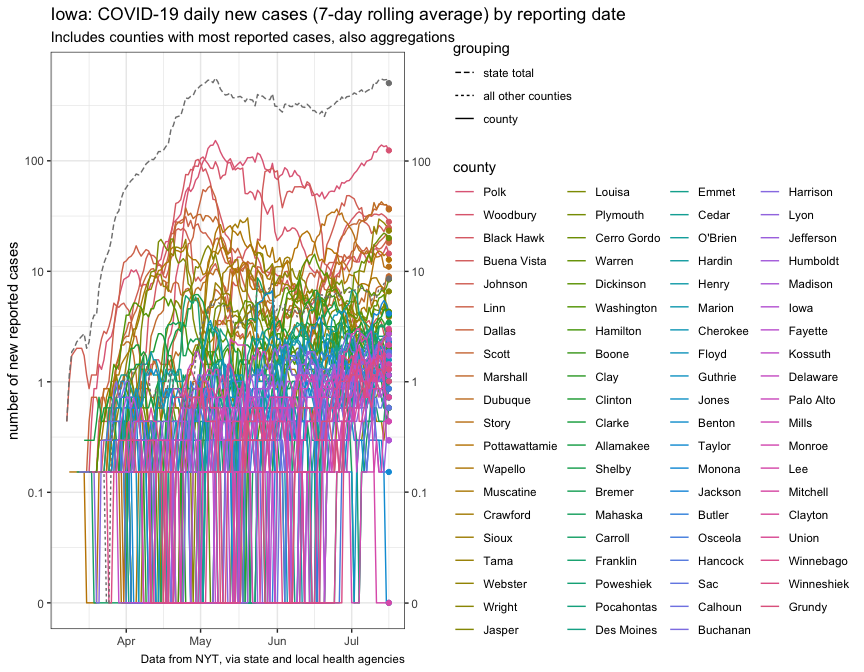 Iowa: COVID-19 daily new cases (7-day rolling average) by reporting date
Includes counties with most reported cases, also aggregations
number of new reported cases
100
10
1
0.1
0
100
10
1
0.1
0
Apr May Jun Jul
Data from NYT, via state and local health agencies
grouping
state total
all other counties
county
county
Polk Louisa Emmet Harrison
Woodbury Plymouth Cedar Lyon
Black Hawk Cerro Gordo O'Brien Jefferson
Buena Vista Warren Hardin Humboldt
Johnson Dickinson Henry Madison
Linn Washington Marion Iowa
Dallas Hamilton Cherokee Fayette
Scott Boone Floyd Kossuth
Marshall Clay Guthrie Delaware
Dubuque Clinton Jones Palo Alto
Story Clarke Benton Mills
Pottawattamie Allamakee Taylor Monroe
Wapello Shelby Monona Lee
Muscatine Bremer Jackson Mitchell
Crawford Mahaska Butler Clayton
Sioux Carroll Osceola Union
Tama Franklin Hancock Winnebago
Webster Poweshiek Sac Winneshiek
Wright Pocahontas Calhoun Grundy
Jasper Des Moines Buchanan